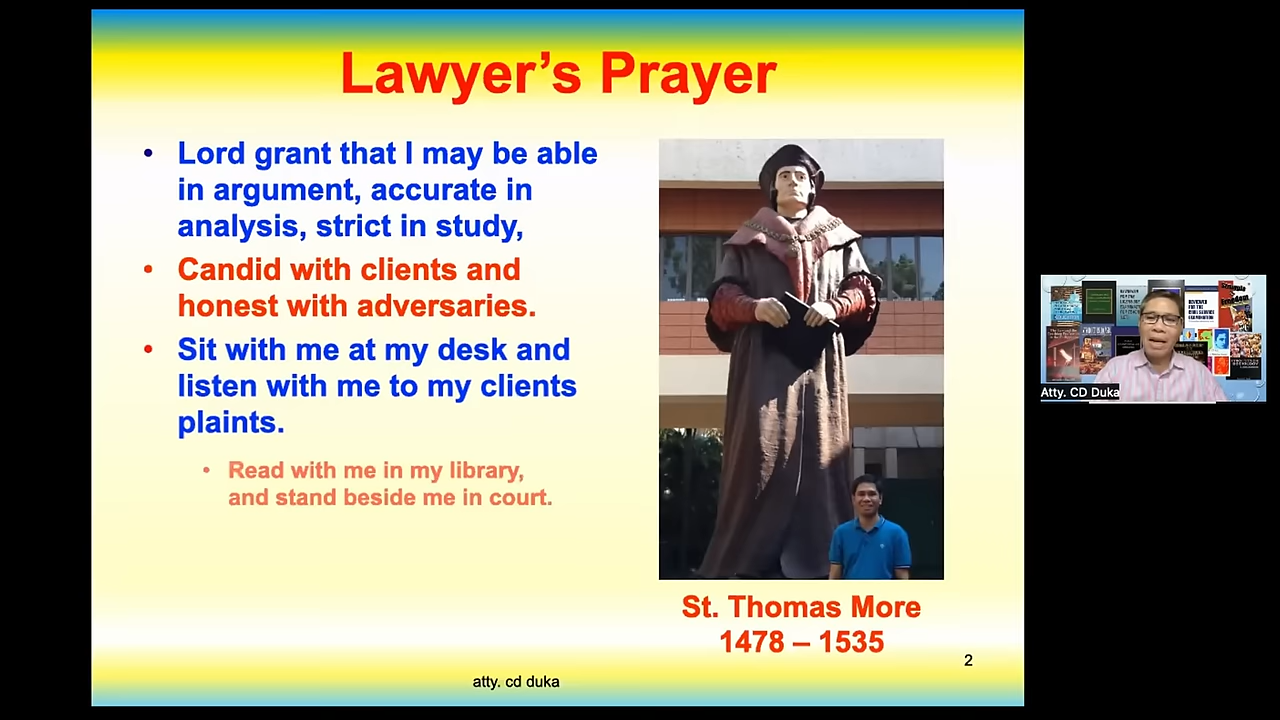 Lawyer’s Prayer
• Lord grant that I may be able
in argument, accurate in
analysis, strict in study,
• Candid with clients and
honest with adversaries.
• Sit with me at my desk and
listen with me to my clients
plaints.
• Read with me in my library,
and stand beside me in court.
St. Thomas More
1478 – 1535
2
atty. cd duka
Atty. CD Duka